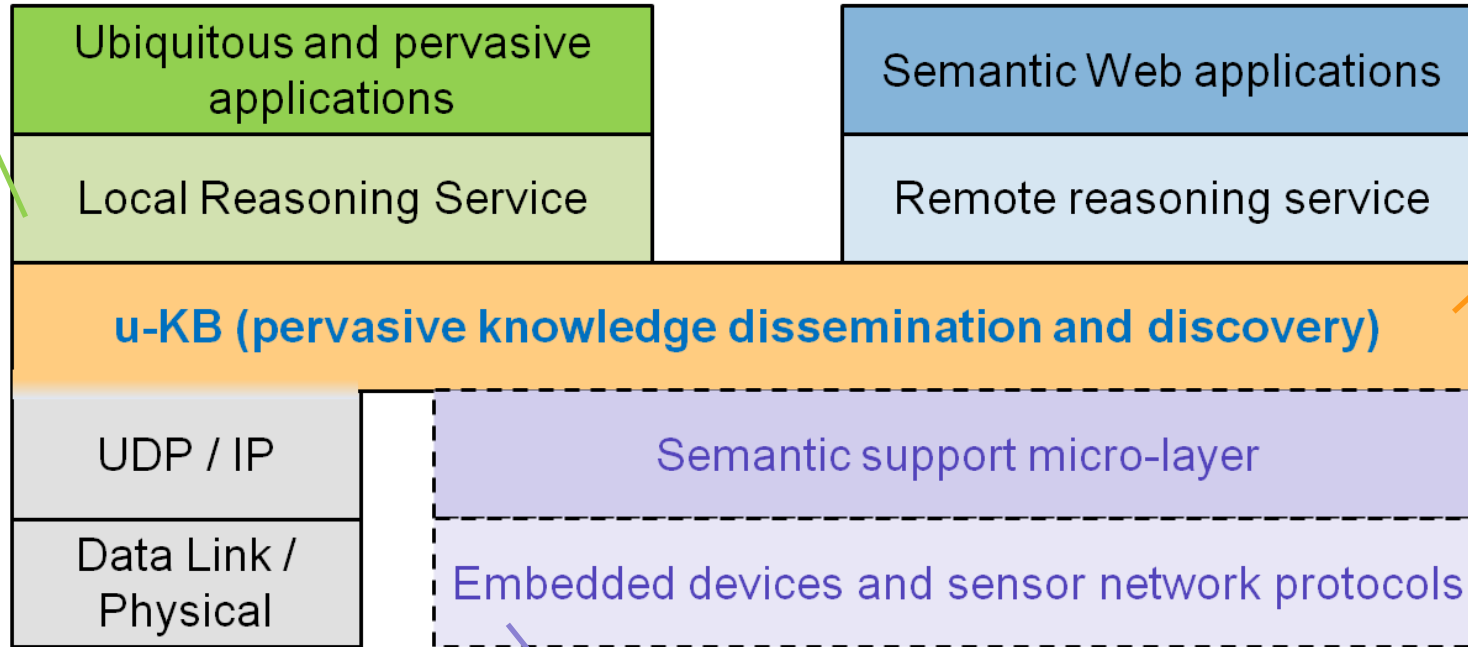 Ubiquitous and pervasive
applications
Semantic Web applications
Local Reasoning Service
Remote reasoning service
u-KB (pervasive knowledge dissemination and discovery)
UDP / IP
Semantic support micro-layer
Data Link /
Physical
Embedded devices and sensor network protocols